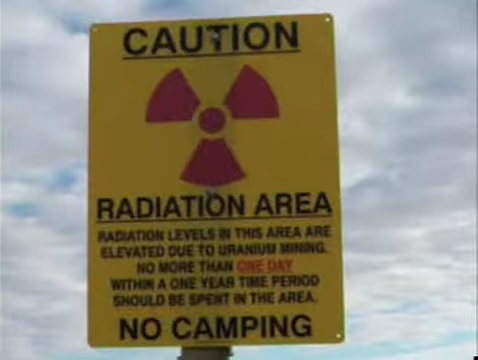 CAUTION
RADIATION AREA
RADIATION LEVELS IN THIS AREA ARE
ELEVATED DUE TO URANIUM MINING.
NO MORE THAN ONE DAY
WITHIN A ONE YEAR TIME PERIOD
SHOULD BE SPENT IN THE AREA.
NO CAMPING